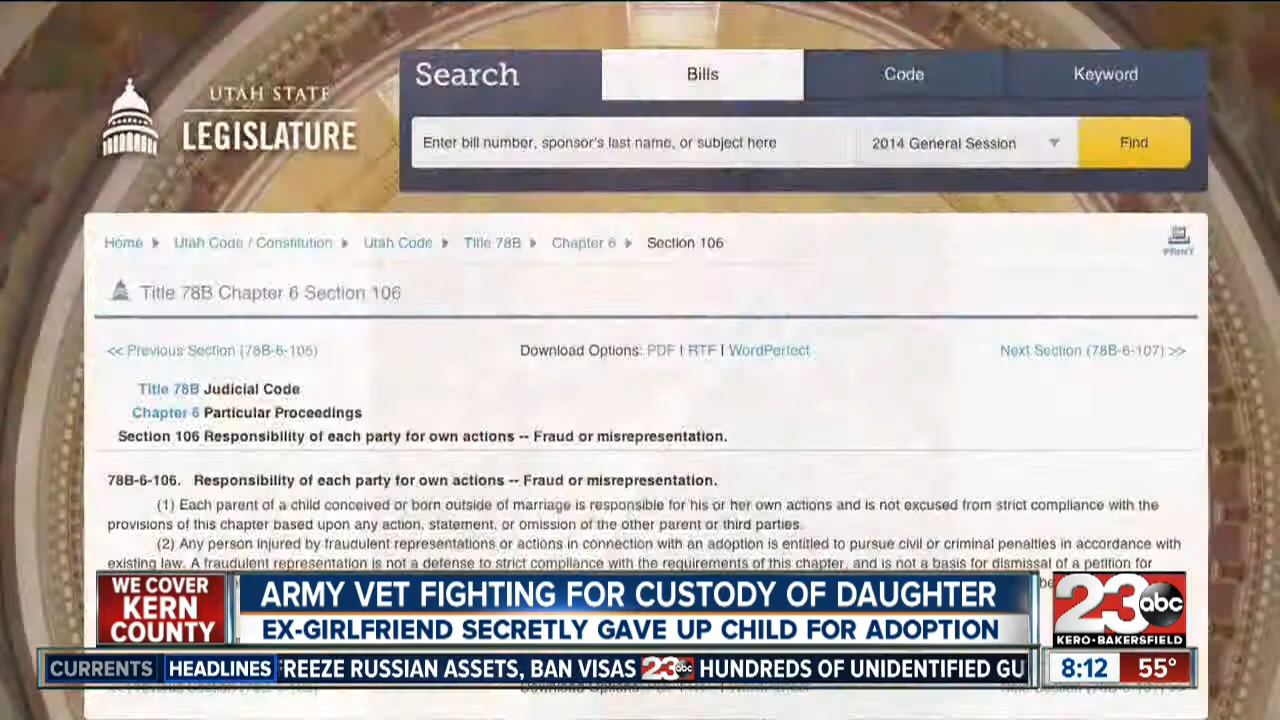 UTAH STATE
LEGISLATURE
Search
Bills
Code
Keyword
Enter bill number, sponsor's last name, or subject here
2014 General Session
Find
Home Utah Code / Constitution Utah Code Title 78B Chapter 6 Section 106
PRINT
Title 78B Chapter 6 Section 106
<< Previous Section (78B-6-105)
Download Options: PDF | RTF | WordPerfect
Next Section (78B-6-107) >>
Title 78B Judicial Code
Chapter 6 Particular Proceedings
Section 106 Responsibility of each party for own actions -- Fraud or misrepresentation.
78B-6-106. Responsibility of each party for own actions -- Fraud or misrepresentation.
(1) Each parent of a child conceived or born outside of marriage is responsible for his or her own actions and is not excused from strict compliance with the
provisions of this chapter based upon any action, statement, or omission of the other parent or third parties.
(2) Any person injured by fraudulent representations or actions in connection with an adoption is entitled to pursue civil or criminal penalties in accordance with
existing law. A fraudulent representation is not a defense to strict compliance with the requirements of this chapter, and is not a basis for dismissal of a petition for
WE COVER
KERN
COUNTY
ARMY VET FIGHTING FOR CUSTODY OF DAUGHTER
EX-GIRLFRIEND SECRETLY GAVE UP CHILD FOR ADOPTION
23 abc
KERO-BAKERSFIELD
CURRENTS HEADLINES REEZE RUSSIAN ASSETS, BAN VISAS 23 abc HUNDREDS OF UNIDENTIFIED GU
8:12 55°